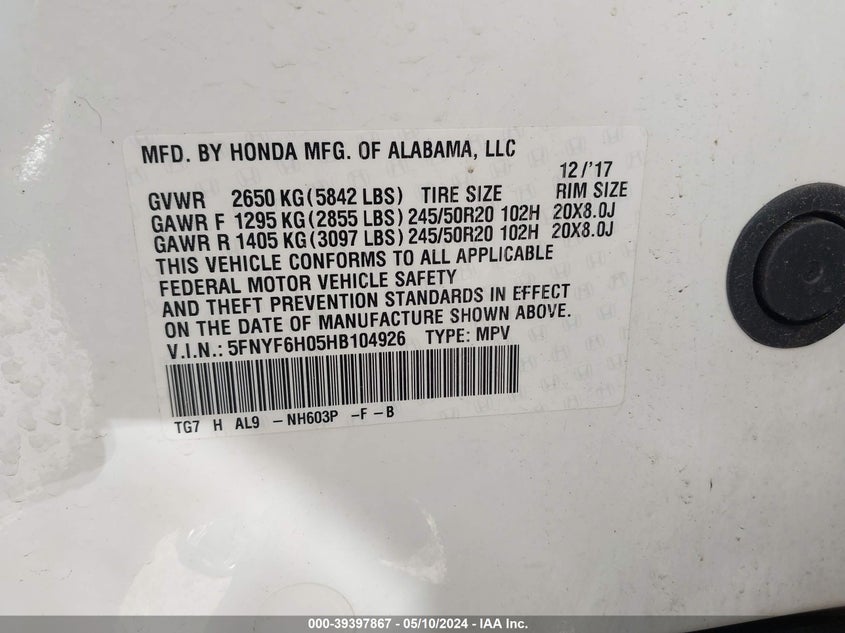 MFD. BY HONDA MFG. OF ALABAMA, LLC
12/'17
GVWR 2650 KG(5842 LBS) TIRE SIZE RIM SIZE
GAWR F 1295 KG(2855 LBS) 245/50R20 102H 20X8.0J
GAWR R 1405 KG(3097 LBS) 245/50R20 102H 20X8.0J
THIS VEHICLE CONFORMS TO ALL APPLICABLE
FEDERAL MOTOR VEHICLE SAFETY
AND THEFT PREVENTION STANDARDS IN EFFECT
ON THE DATE OF MANUFACTURE SHOWN ABOVE.
V.I.N.: 5FNYF6H05HB104926 TYPE: MPV
TG7 H AL9 -NH603P -F-B
000-39397867 - 05/10/2024 - IAA Inc.